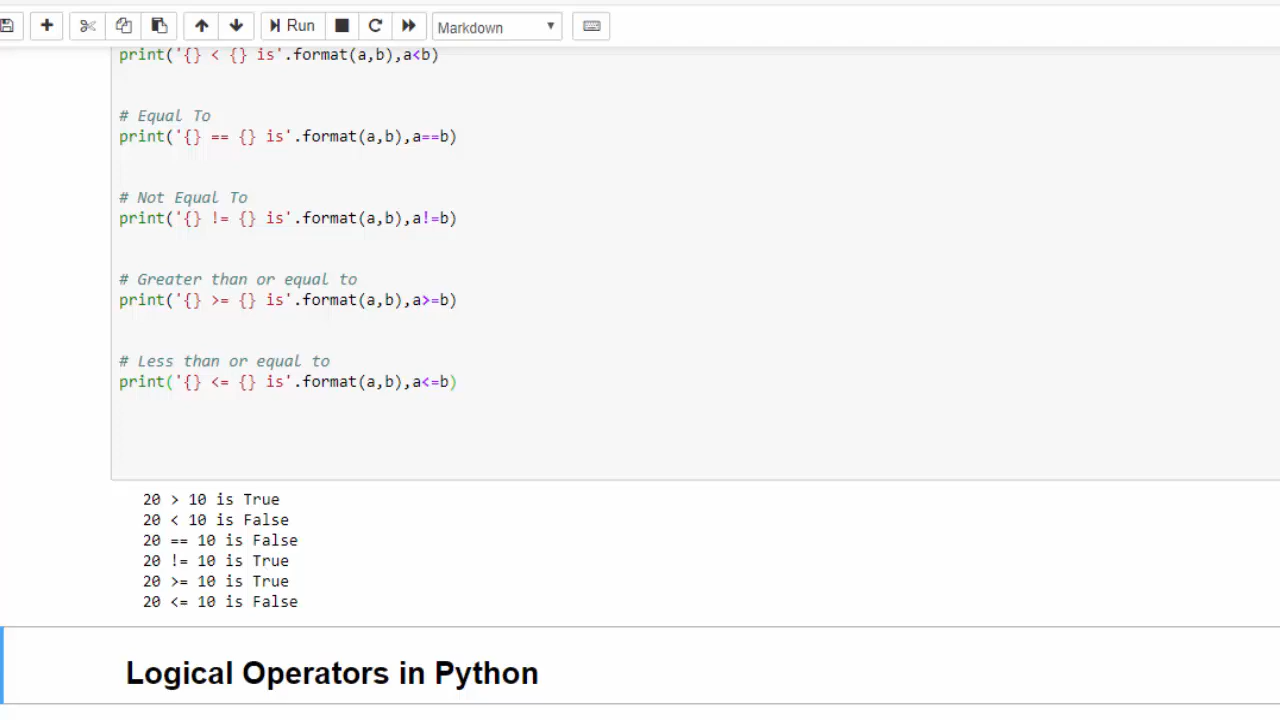 Run
Markdown
print('{} < {} is'.format(a,b),a<b)
# Equal To
print('{} == {} is'.format(a,b),a==b)
# Not Equal To
print('{} != {} is'.format(a,b),a!=b)
# Greater than or equal to
print('{} >= {} is'.format(a,b),a>=b)
# Less than or equal to
print('{} <= {} is'.format(a,b),a<=b)
20 > 10 is True
20 < 10 is False
20 == 10 is False
20 != 10 is True
20 >= 10 is True
20 <= 10 is False
Logical Operators in Python